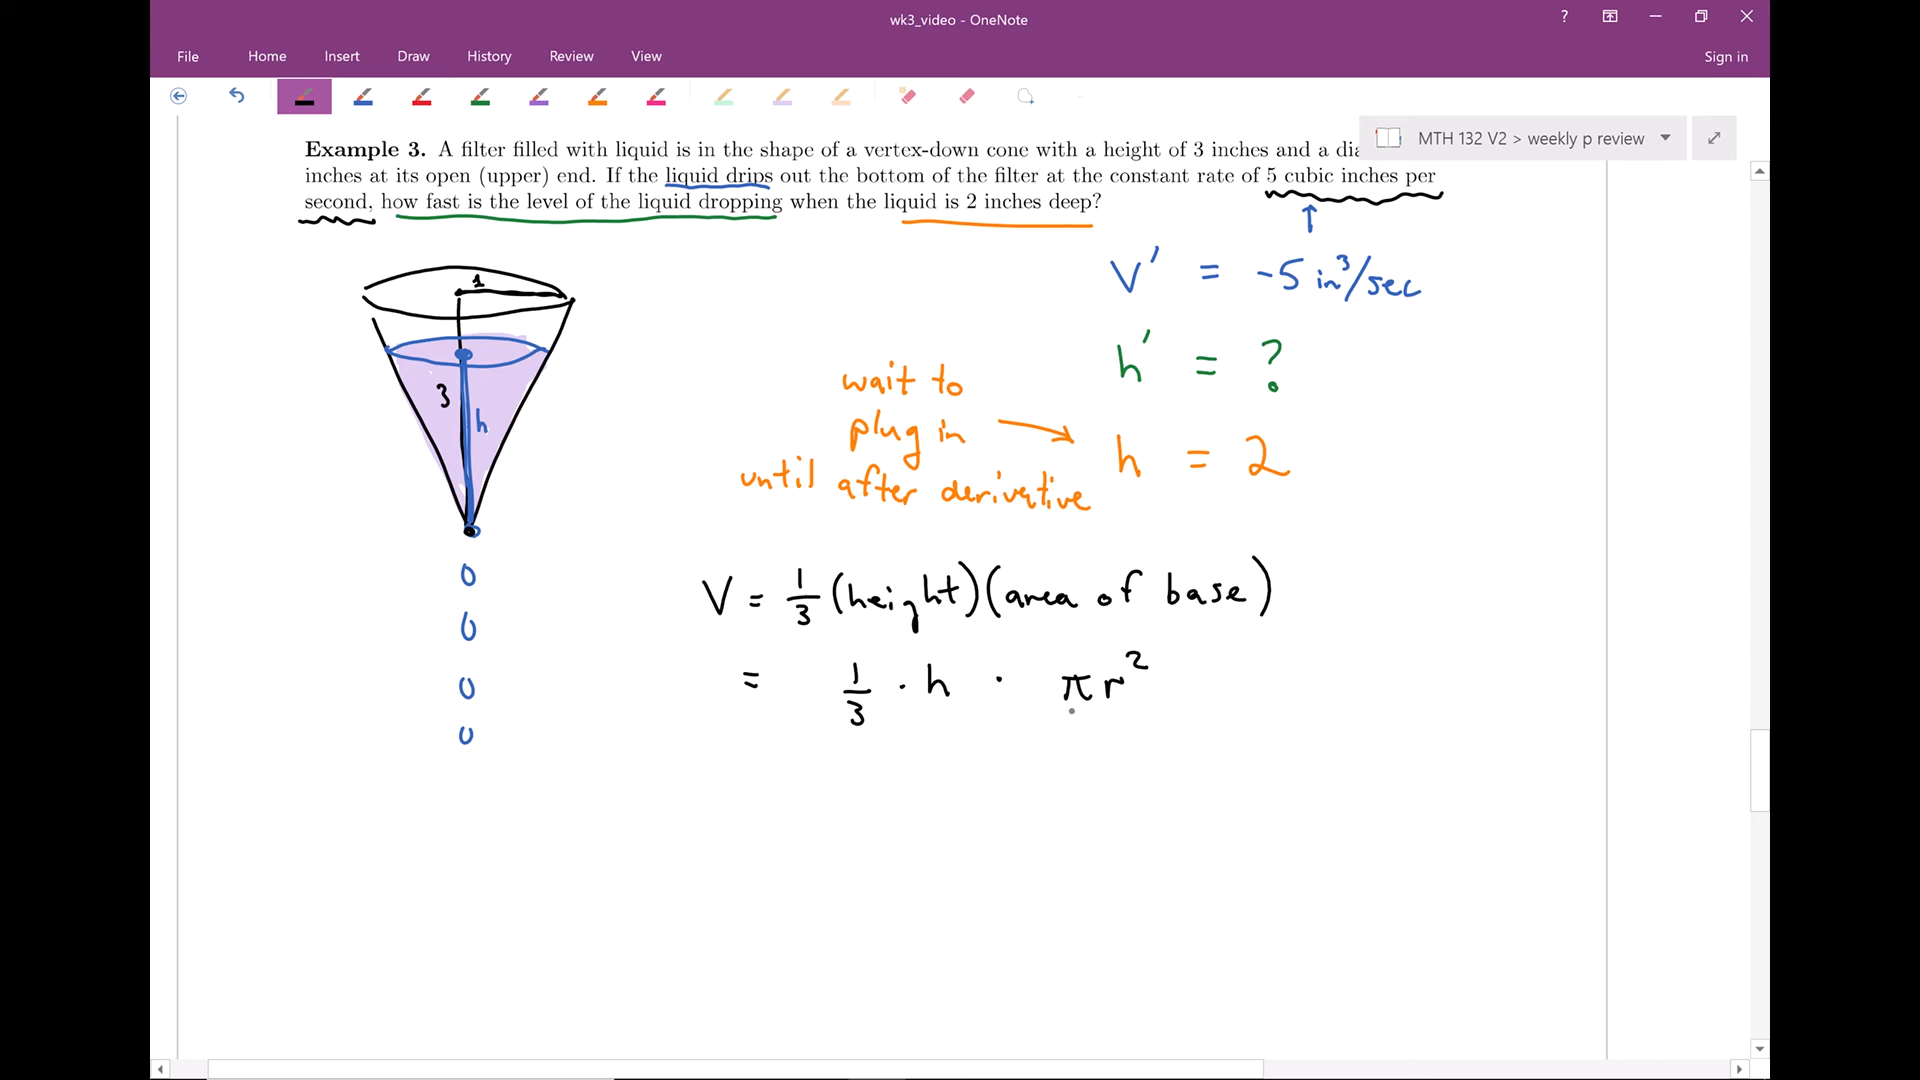 wk3_video - OneNote
?
File Home Insert Draw History Review View Sign in
MTH 132 V2 > weekly p review
Example 3. A filter filled with liquid is in the shape of a vertex-down cone with a height of 3 inches and a dia
inches at its open (upper) end. If the liquid drips out the bottom of the filter at the constant rate of 5 cubic inches per
second, how fast is the level of the liquid dropping when the liquid is 2 inches deep?
1
3
h
V' = -5 in³/sec
h' = ?
wait to
plug in
until after derivative
h = 2
V = 1/3 (height)(area of base)
= 1/3 · h · πr²